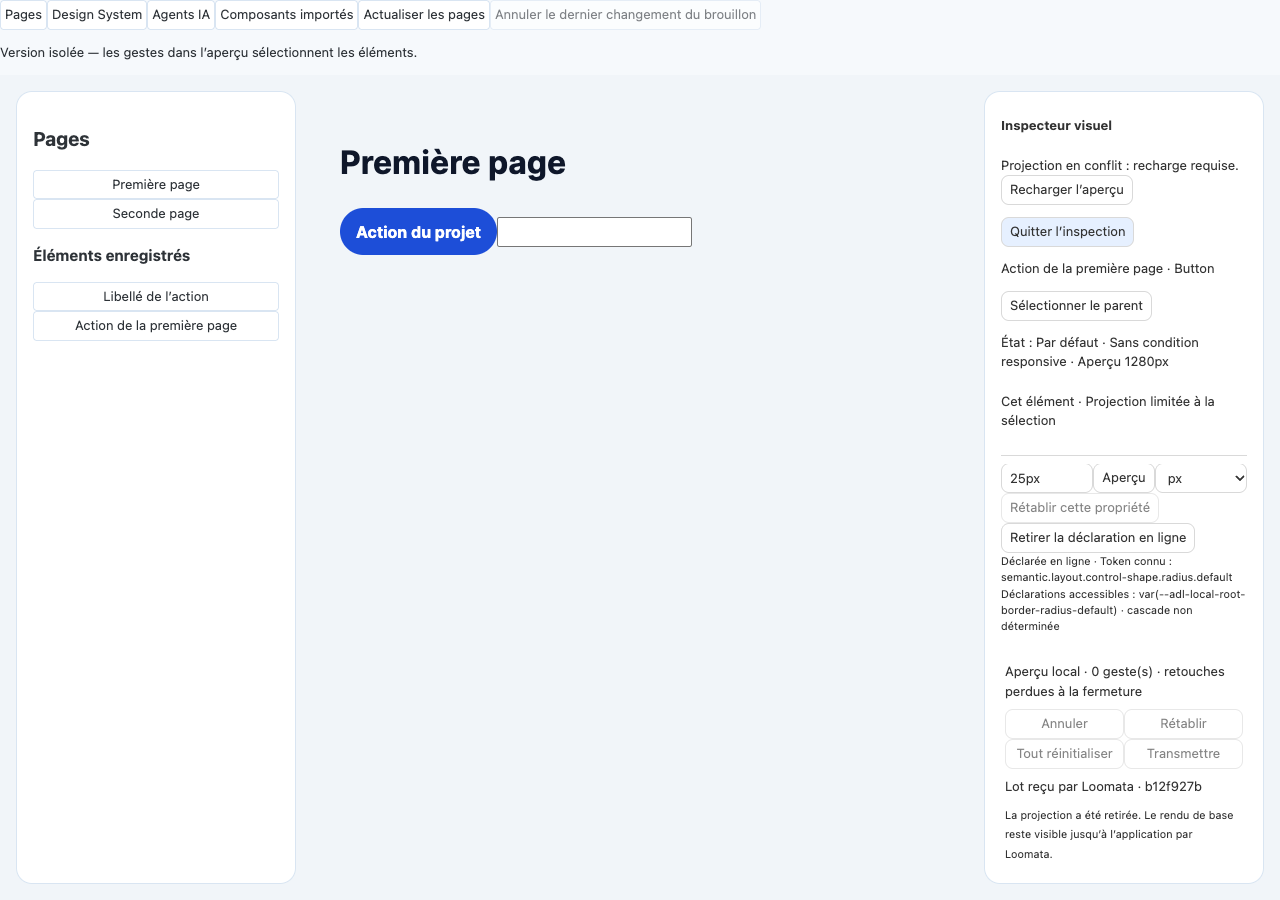 Pages Design System Agents IA Composants importés Actualiser les pages Annuler le dernier changement du brouillon
Version isolée — les gestes dans l’aperçu sélectionnent les éléments.
Pages
Première page
Seconde page
Éléments enregistrés
Libellé de l’action
Action de la première page
Première page
Action du projet
Inspecteur visuel
Projection en conflit : recharge requise.
Recharger l’aperçu
Quitter l’inspection
Action de la première page · Button
Sélectionner le parent
État : Par défaut · Sans condition
responsive · Aperçu 1280px
Cet élément · Projection limitée à la
sélection
25px Aperçu px
Rétablir cette propriété
Retirer la déclaration en ligne
Déclarée en ligne · Token connu :
semantic.layout.control-shape.radius.default
Déclarations accessibles : var(--adl-local-root-
border-radius-default) · cascade non
déterminée
Aperçu local · 0 geste(s) · retouches
perdues à la fermeture
Annuler Rétablir
Tout réinitialiser Transmettre
Lot reçu par Loomata · b12f927b
La projection a été retirée. Le rendu de base
reste visible jusqu’à l’application par
Loomata.